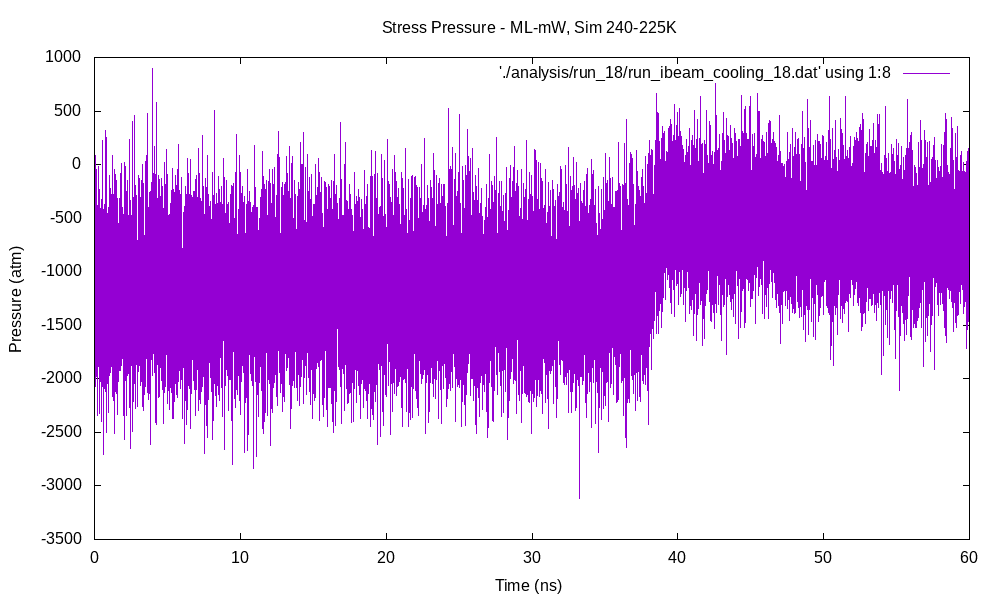 Stress Pressure - ML-mW, Sim 240-225K
'./analysis/run_18/run_ibeam_cooling_18.dat' using 1:8
1000
500
0
-500
-1000
-1500
-2000
-2500
-3000
-3500
Pressure (atm)
0 10 20 30 40 50 60
Time (ns)